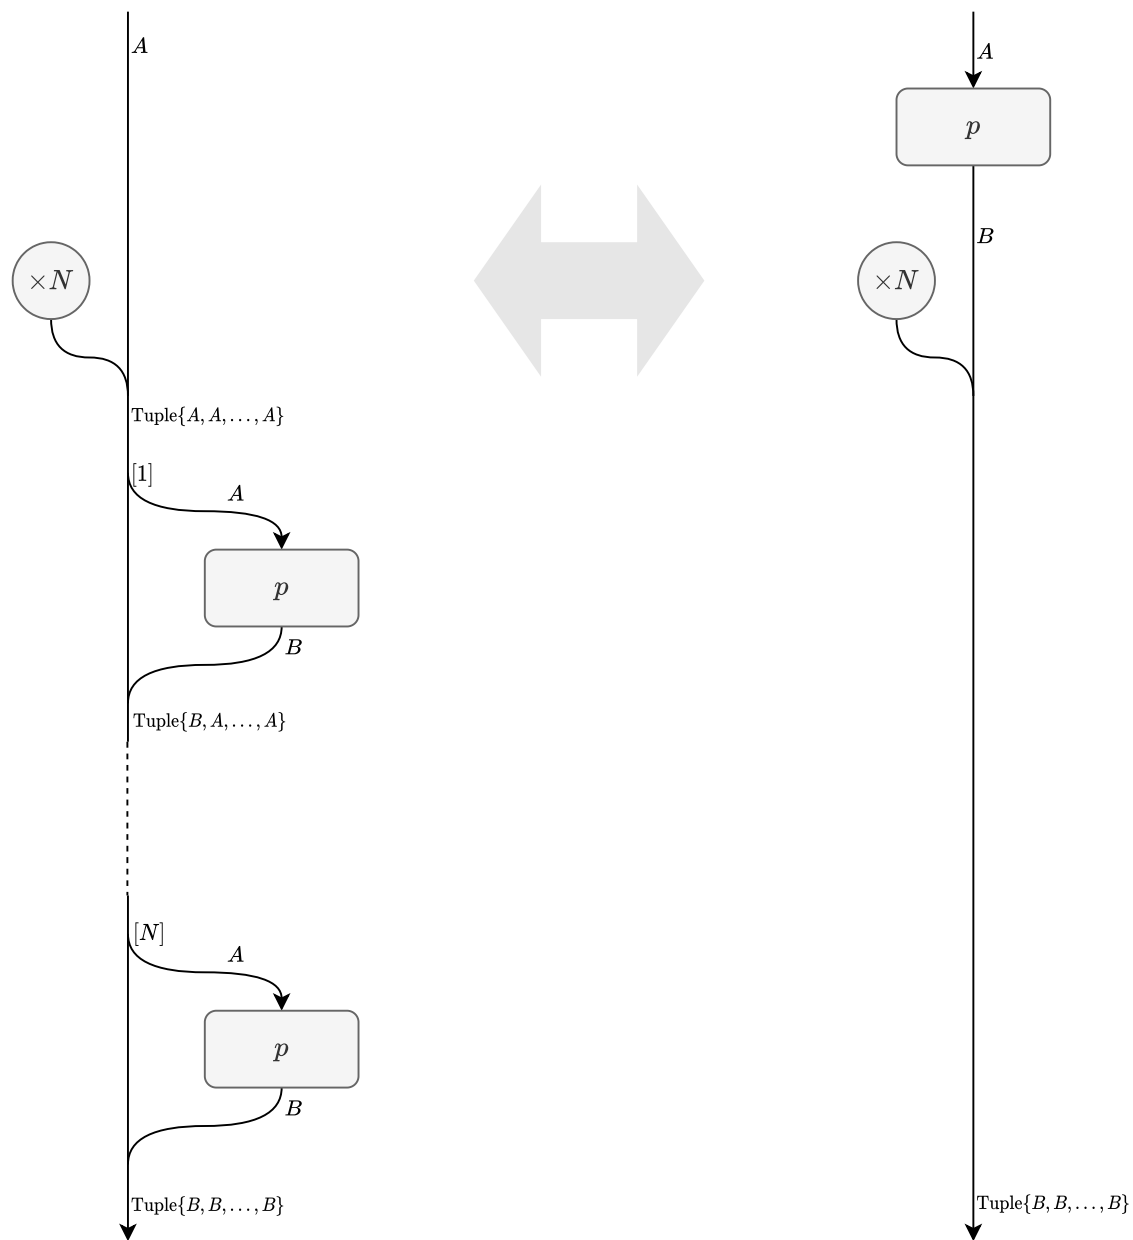 A
×N
Tuple{A, A, . . . , A}
[1]
A
p
B
Tuple{B, A, . . . , A}
[N]
A
p
B
Tuple{B, B, . . . , B}
A
p
B
×N
Tuple{B, B, . . . , B}